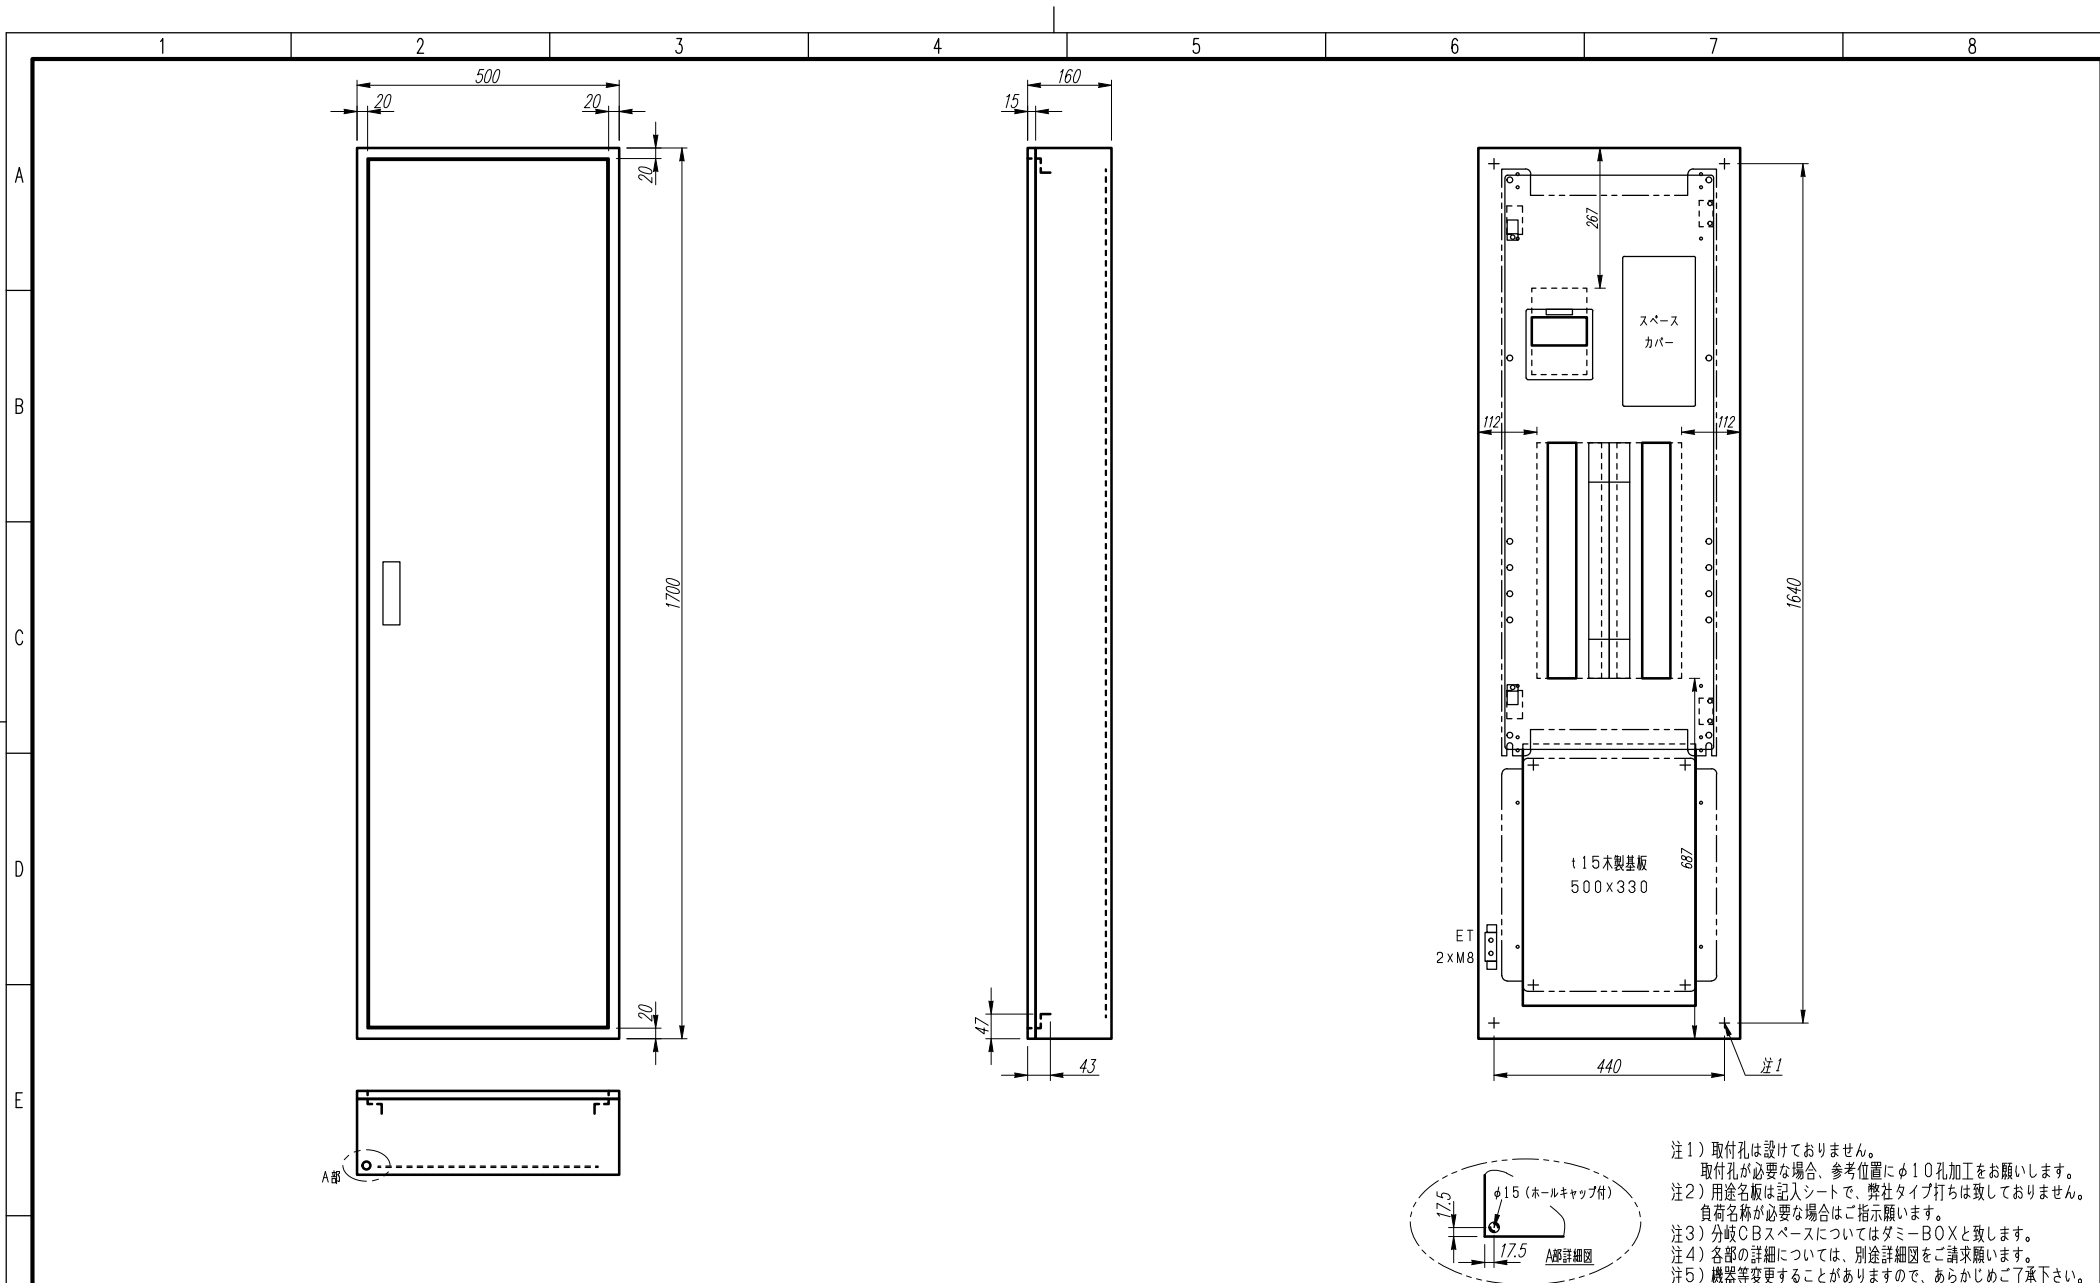 1 2 3 4 5 6 7 8
A
B
C
D
E
500
20
20
20
1700
20
160
15
47
43
267
スペース
カバー
112
112
1640
687
t15木製基板
500×330
ET
2×M8
440
注1
A部
17.5
φ15（ホールキャップ付）
17.5
A部詳細図
注1）取付孔は設けておりません。
取付孔が必要な場合、参考位置にφ10孔加工をお願いします。
注2）用途名板は記入シートで、弊社タイプ打ちは致しておりません。
負荷名称が必要な場合はご指示願います。
注3）分岐CBスペースについてはダミーBOXと致します。
注4）各部の詳細については、別途詳細図をご請求願います。
注5）機器等変更することがありますので、あらかじめご了承下さい。